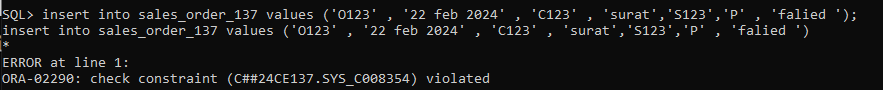 SQL> insert into sales_order_137 values ('O123' , '22 feb 2024' , 'C123' , 'surat','S123','P' , 'falied ');
insert into sales_order_137 values ('O123' , '22 feb 2024' , 'C123' , 'surat','S123','P' , 'falied ')
*
ERROR at line 1:
ORA-02290: check constraint (C##24CE137.SYS_C008354) violated